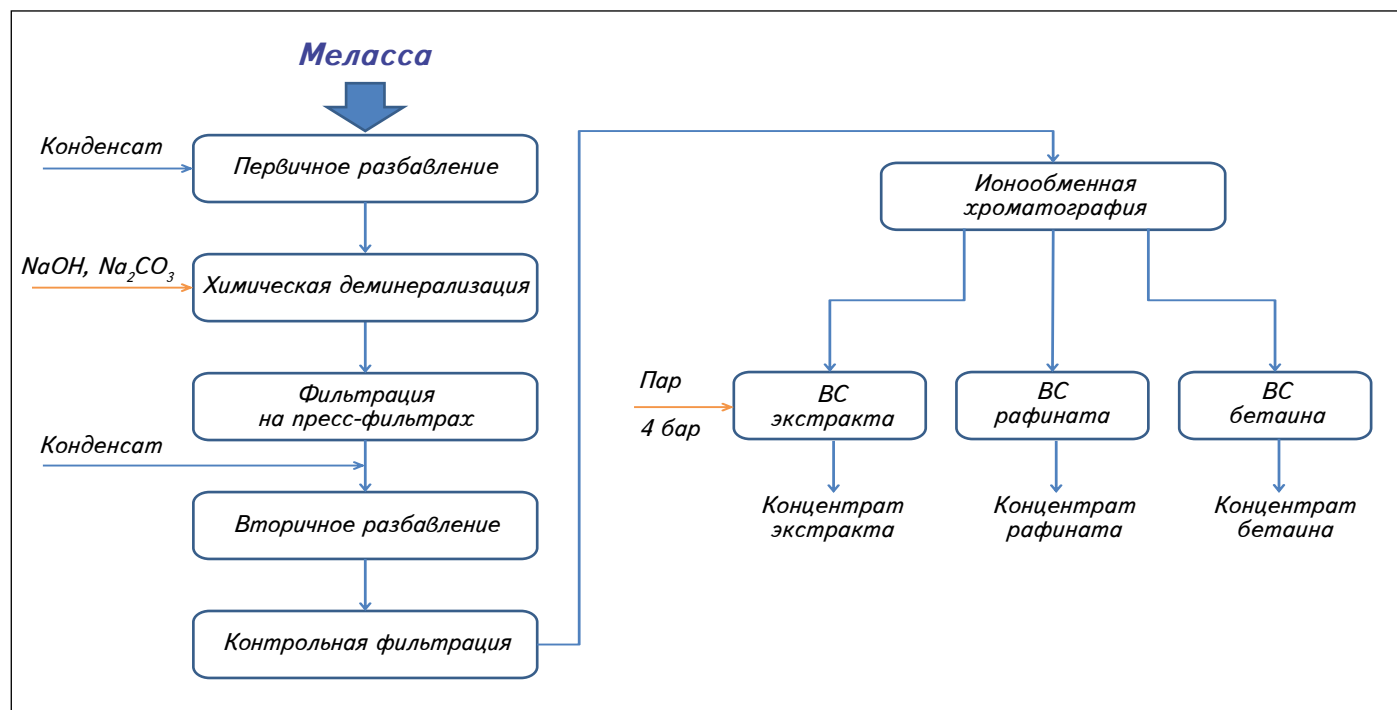 Меласса
Конденсат
Первичное разбавление
NaOH, Na₂CO₃
Химическая деминерализация
Фильтрация
на пресс-фильтрах
Конденсат
Вторичное разбавление
Контрольная фильтрация
Ионообменная
хроматография
Пар
4 бар
ВС
экстракта
ВС
рафината
ВС
бетаина
Концентрат
экстракта
Концентрат
рафината
Концентрат
бетаина